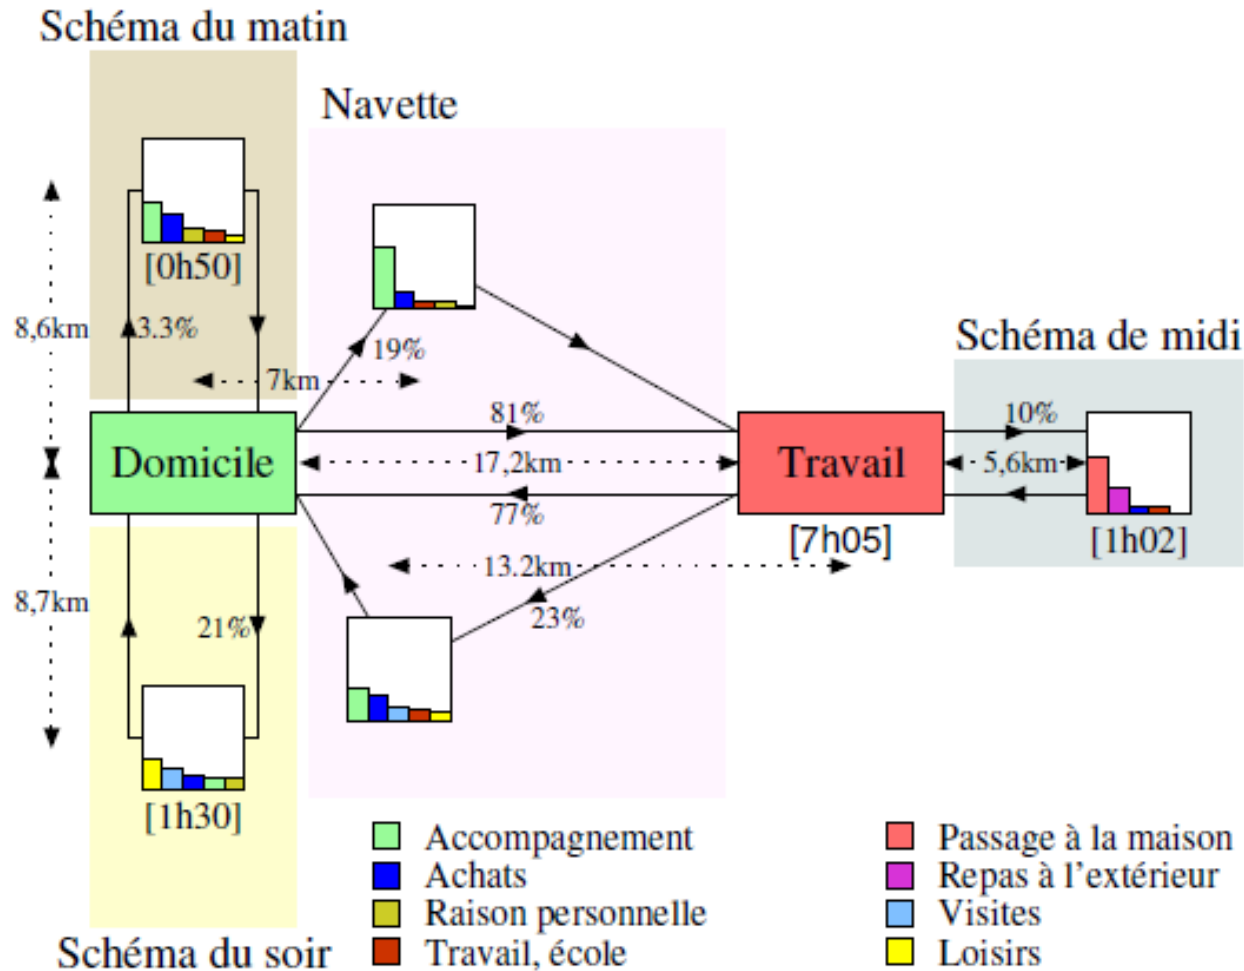 Schéma du matin
Navette
[0h50]
8,6km
3.3%
19%
7km
Schéma de midi
81%
10%
Domicile
17,2km
Travail
5,6km
77%
[7h05]
[1h02]
13.2km
8,7km
21%
23%
[1h30]
Accompagnement
Achats
Raison personnelle
Travail, école
Passage à la maison
Repas à l'extérieur
Visites
Loisirs
Schéma du soir